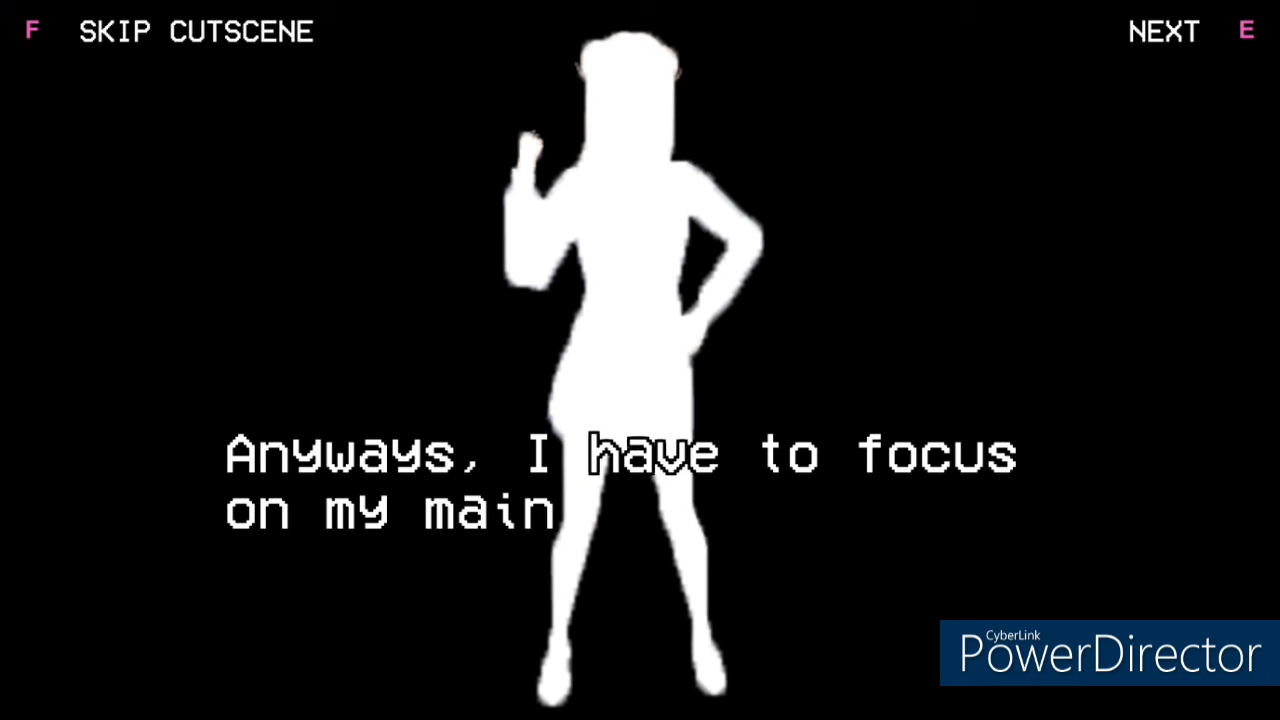 F SKIP CUTSCENE
NEXT E
Anyways, I have to focus
on my main
CyberLink
PowerDirector